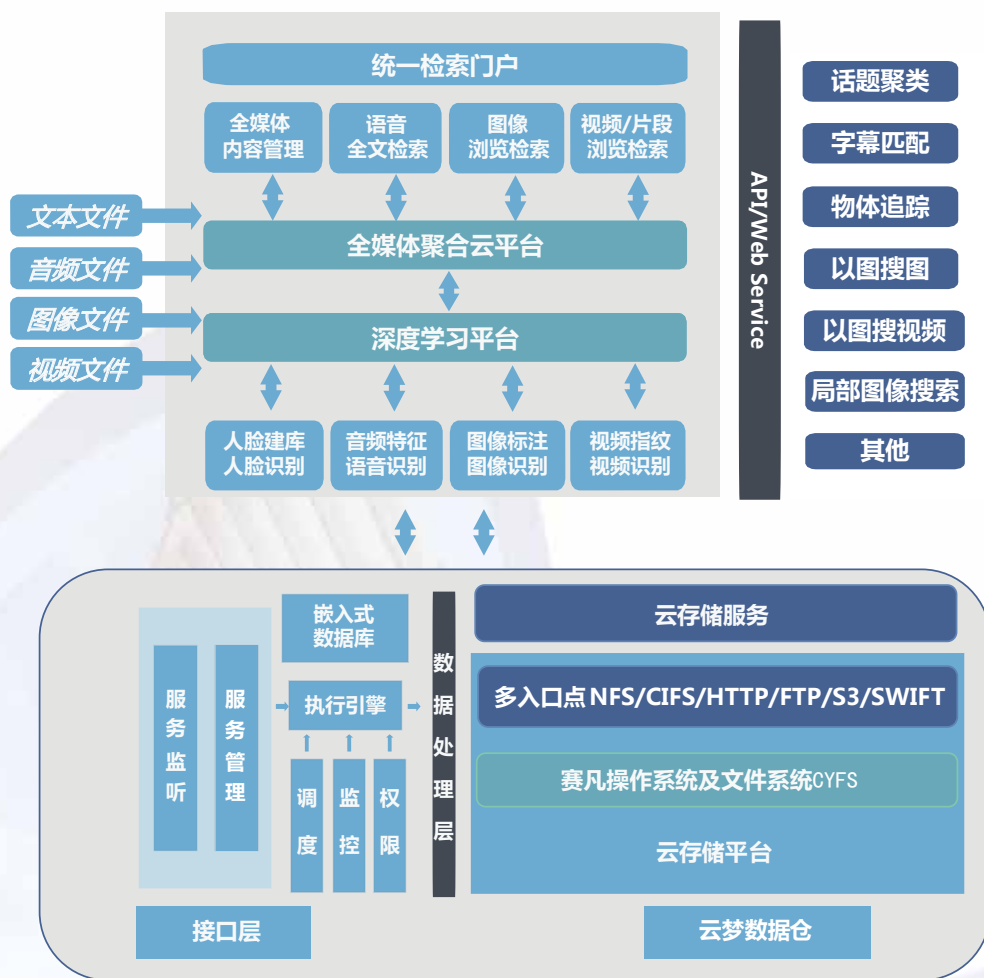 统一检索门户
全媒体
内容管理
语音
全文检索
图像
浏览检索
视频/片段
浏览检索
文本文件
音频文件
图像文件
视频文件
全媒体聚合云平台
深度学习平台
人脸建库
人脸识别
音频特征
语音识别
图像标注
图像识别
视频指纹
视频识别
API/Web Service
话题聚类
字幕匹配
物体追踪
以图搜图
以图搜视频
局部图像搜索
其他
服务监听
服务管理
嵌入式
数据库
执行引擎
调度
监控
权限
数据处理层
云存储服务
多入口点NFS/CIFS/HTTP/FTP/S3/SWIFT
赛凡操作系统及文件系统CYFS
云存储平台
接口层
云梦数据仓